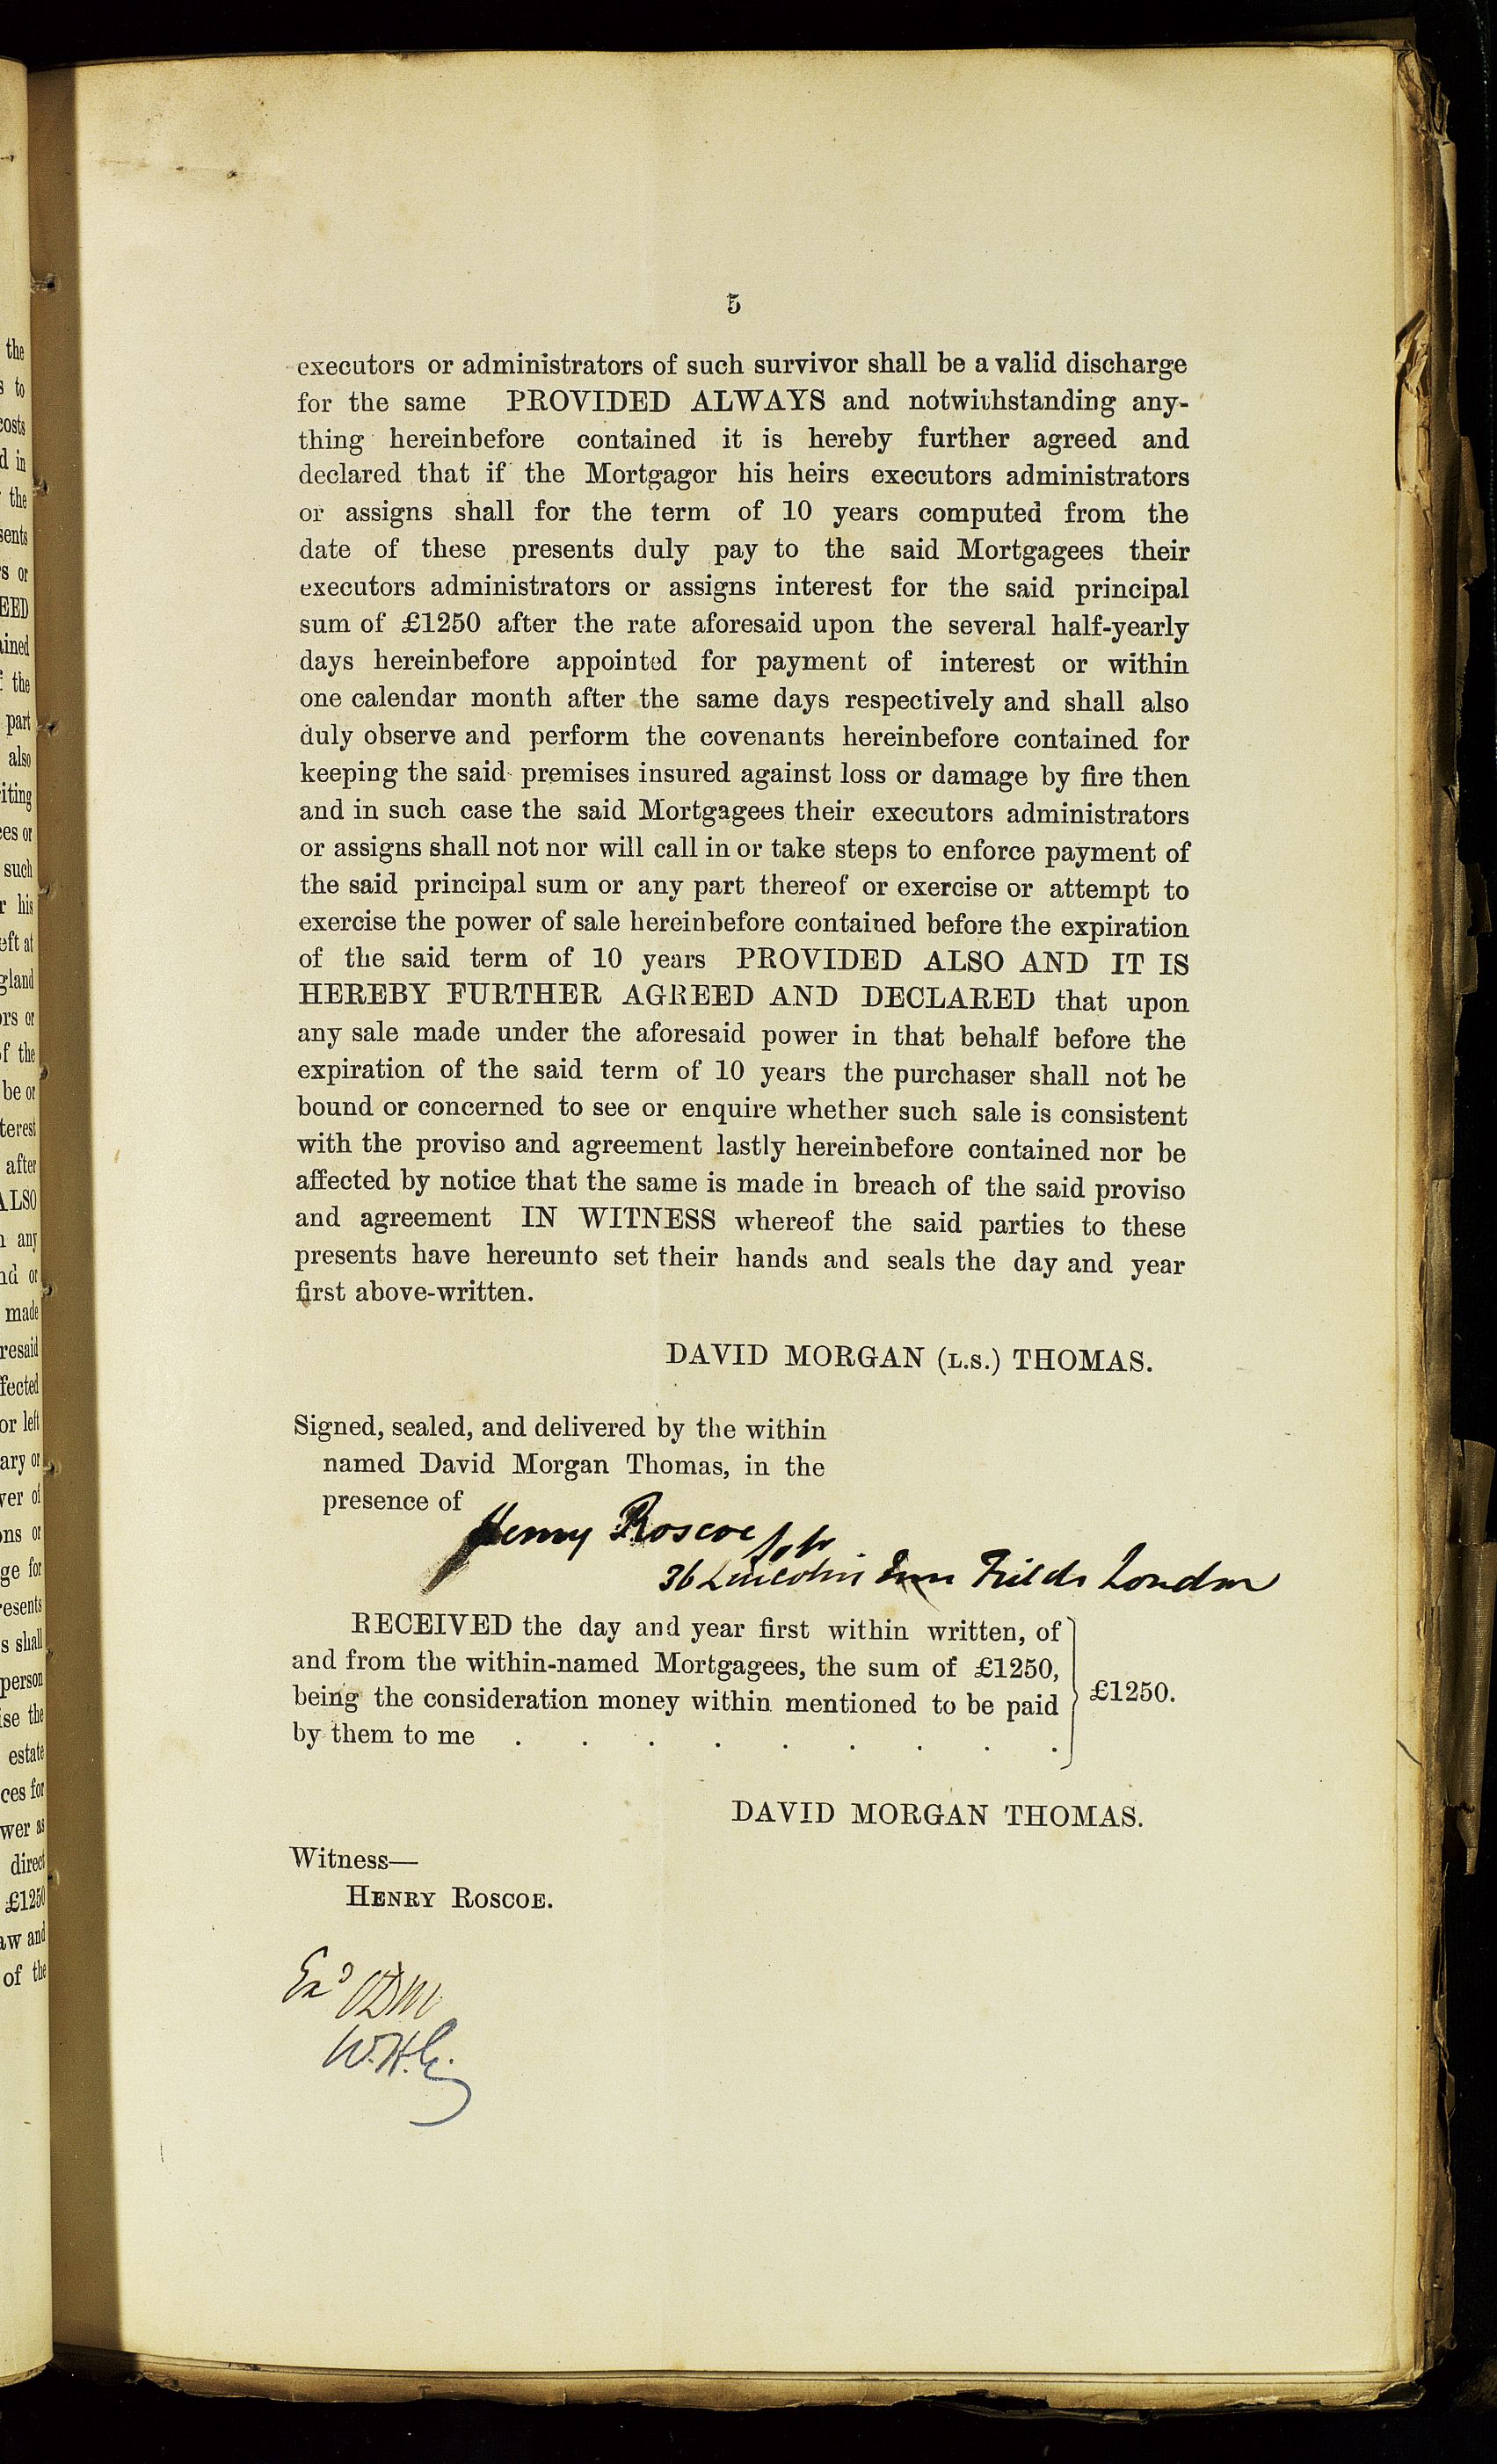 5
executors or administrators of such survivor shall be a valid discharge
for the same PROVIDED ALWAYS and notwithstanding any-
thing hereinbefore contained it is hereby further agreed and
declared that if the Mortgagor his heirs executors administrators
or assigns shall for the term of 10 years computed from the
date of these presents duly pay to the said Mortgagees their
executors administrators or assigns interest for the said principal
sum of £1250 after the rate aforesaid upon the several half-yearly
days hereinbefore appointed for payment of interest or within
one calendar month after the same days respectively and shall also
duly observe and perform the covenants hereinbefore contained for
keeping the said premises insured against loss or damage by fire then
and in such case the said Mortgagees their executors administrators
or assigns shall not nor will call in or take steps to enforce payment of
the said principal sum or any part thereof or exercise or attempt to
exercise the power of sale hereinbefore contained before the expiration
of the said term of 10 years PROVIDED ALSO AND IT IS
HEREBY FURTHER AGREED AND DECLARED that upon
any sale made under the aforesaid power in that behalf before the
expiration of the said term of 10 years the purchaser shall not be
bound or concerned to see or enquire whether such sale is consistent
with the proviso and agreement lastly hereinbefore contained nor be
affected by notice that the same is made in breach of the said proviso
and agreement IN WITNESS whereof the said parties to these
presents have hereunto set their hands and seals the day and year
first above-written.
DAVID MORGAN (L.S.) THOMAS.
Signed, sealed, and delivered by the within
named David Morgan Thomas, in the
presence of
Henry Roscoe
36 Lincolns Inn Fields London
RECEIVED the day and year first within written, of
and from the within-named Mortgagees, the sum of £1250,
being the consideration money within mentioned to be paid
by them to me . . . . . . . . .
£1250.
DAVID MORGAN THOMAS.
Witness—
HENRY ROSCOE.